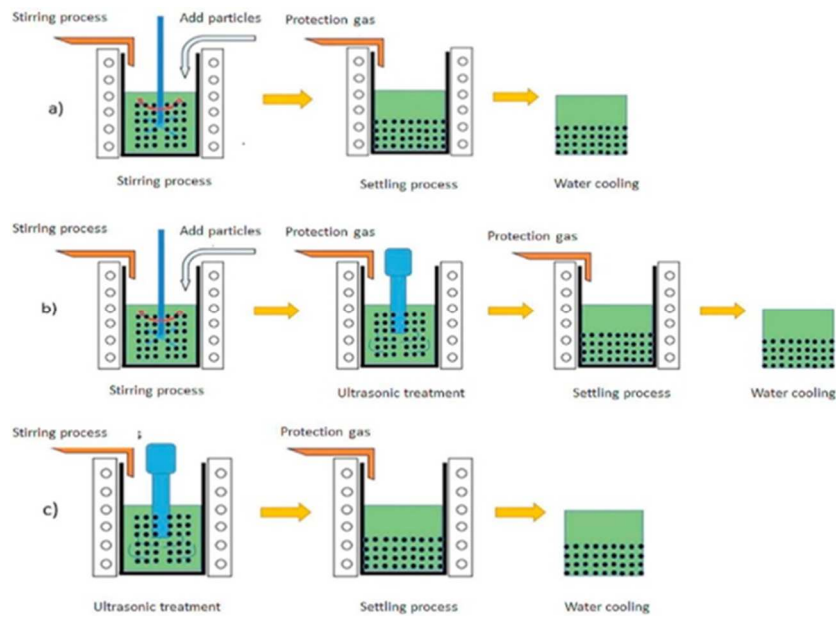 Stirring process Add particles Protection gas
a)
Stirring process Settling process Water cooling
Stirring process Add particles Protection gas Protection gas
b)
Stirring process Ultrasonic treatment Settling process Water cooling
Stirring process ; Protection gas
c)
Ultrasonic treatment Settling process Water cooling